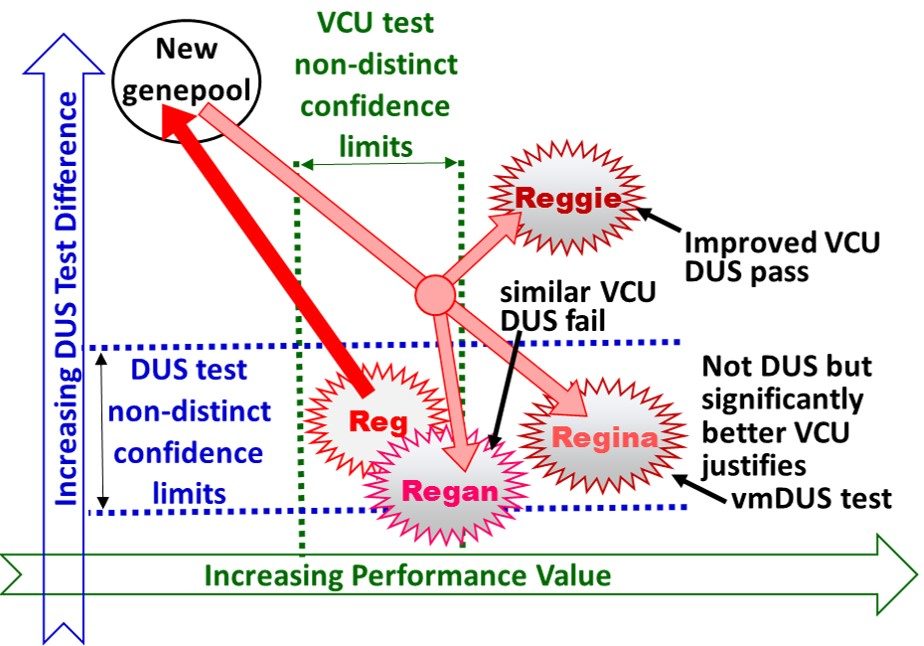 New
genepool
VCU test
non-distinct
confidence
limits
Increasing DUS Test Difference
Reggie
Improved VCU
DUS pass
similar VCU
DUS fail
DUS test
non-distinct
confidence
limits
Reg
Regan
Regina
Not DUS but
significantly
better VCU
justifies
vmDUS test
Increasing Performance Value